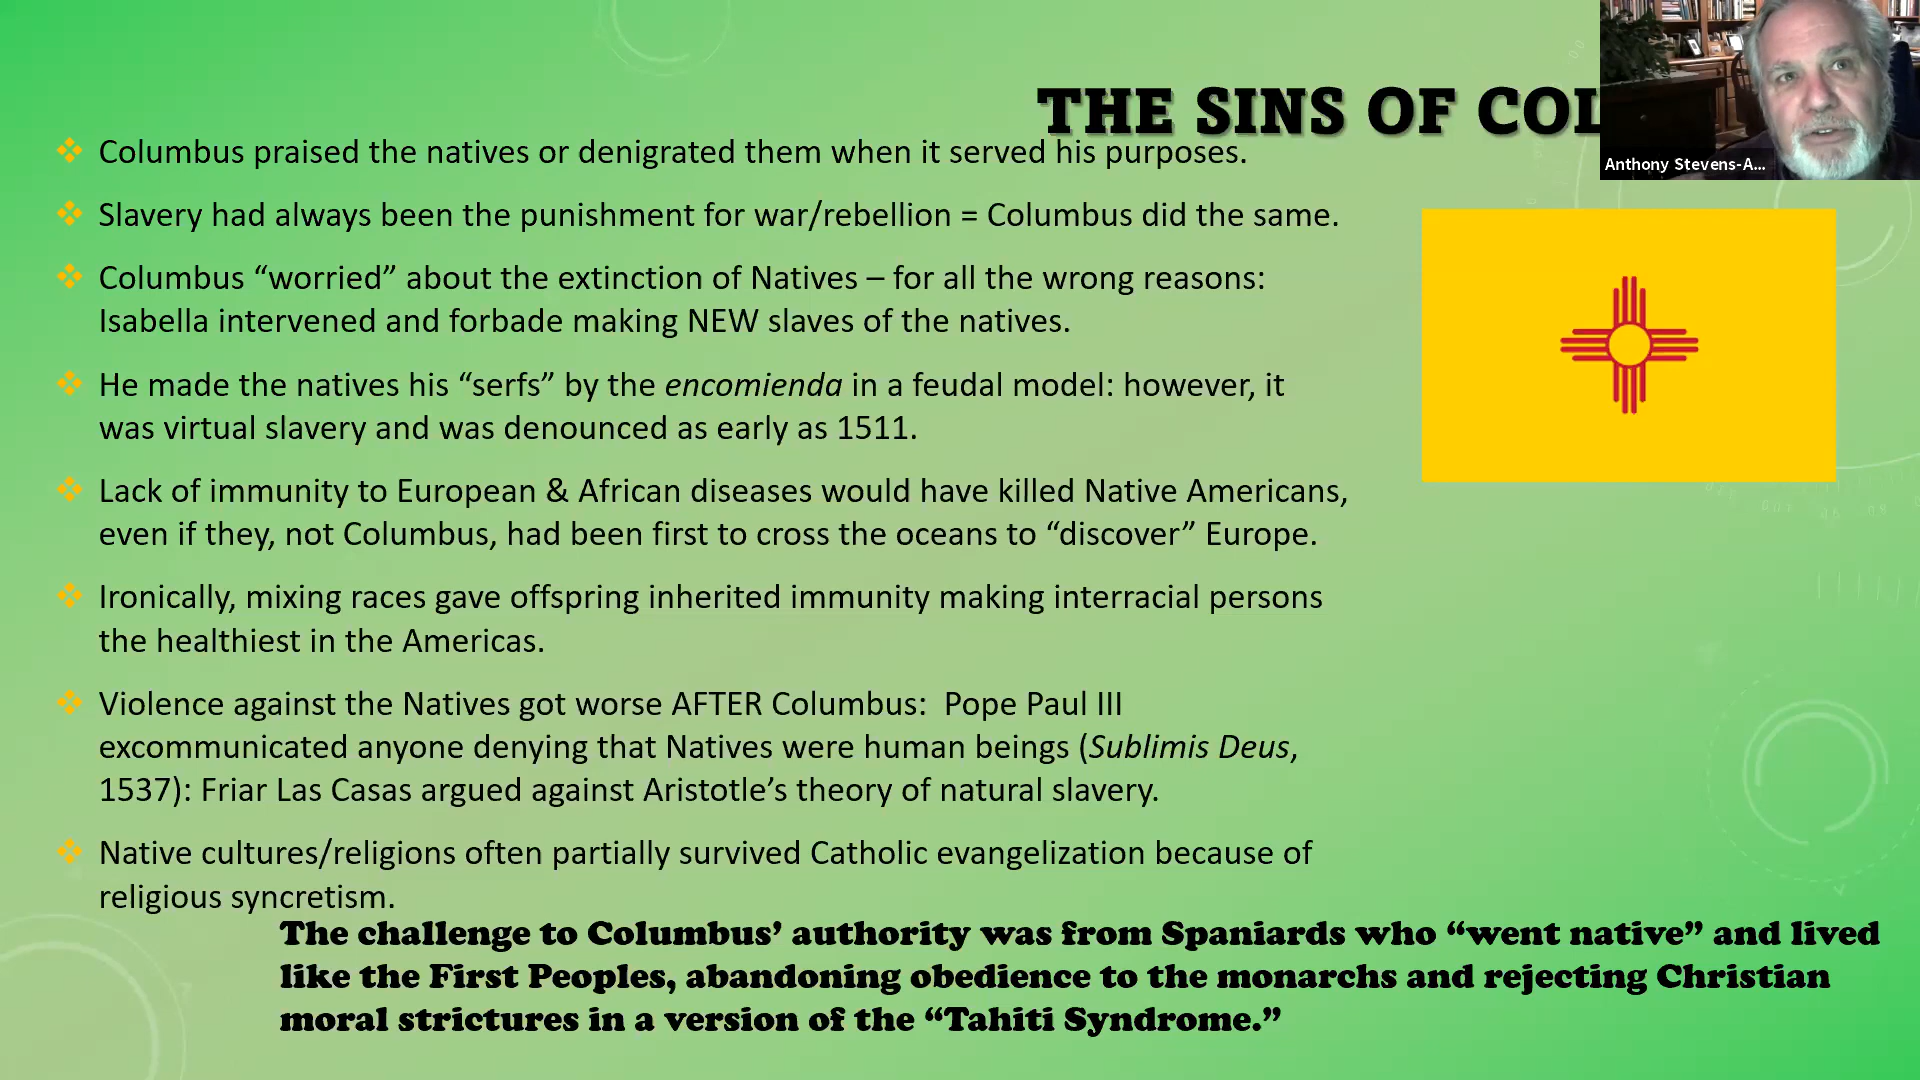 THE SINS OF COL
Anthony Stevens-A...
Columbus praised the natives or denigrated them when it served his purposes.
Slavery had always been the punishment for war/rebellion = Columbus did the same.
Columbus “worried” about the extinction of Natives – for all the wrong reasons:
Isabella intervened and forbade making NEW slaves of the natives.
He made the natives his “serfs” by the encomienda in a feudal model: however, it
was virtual slavery and was denounced as early as 1511.
Lack of immunity to European & African diseases would have killed Native Americans,
even if they, not Columbus, had been first to cross the oceans to “discover” Europe.
Ironically, mixing races gave offspring inherited immunity making interracial persons
the healthiest in the Americas.
Violence against the Natives got worse AFTER Columbus:  Pope Paul III
excommunicated anyone denying that Natives were human beings (Sublimis Deus,
1537): Friar Las Casas argued against Aristotle’s theory of natural slavery.
Native cultures/religions often partially survived Catholic evangelization because of
religious syncretism.
The challenge to Columbus’ authority was from Spaniards who “went native” and lived
like the First Peoples, abandoning obedience to the monarchs and rejecting Christian
moral strictures in a version of the “Tahiti Syndrome.”